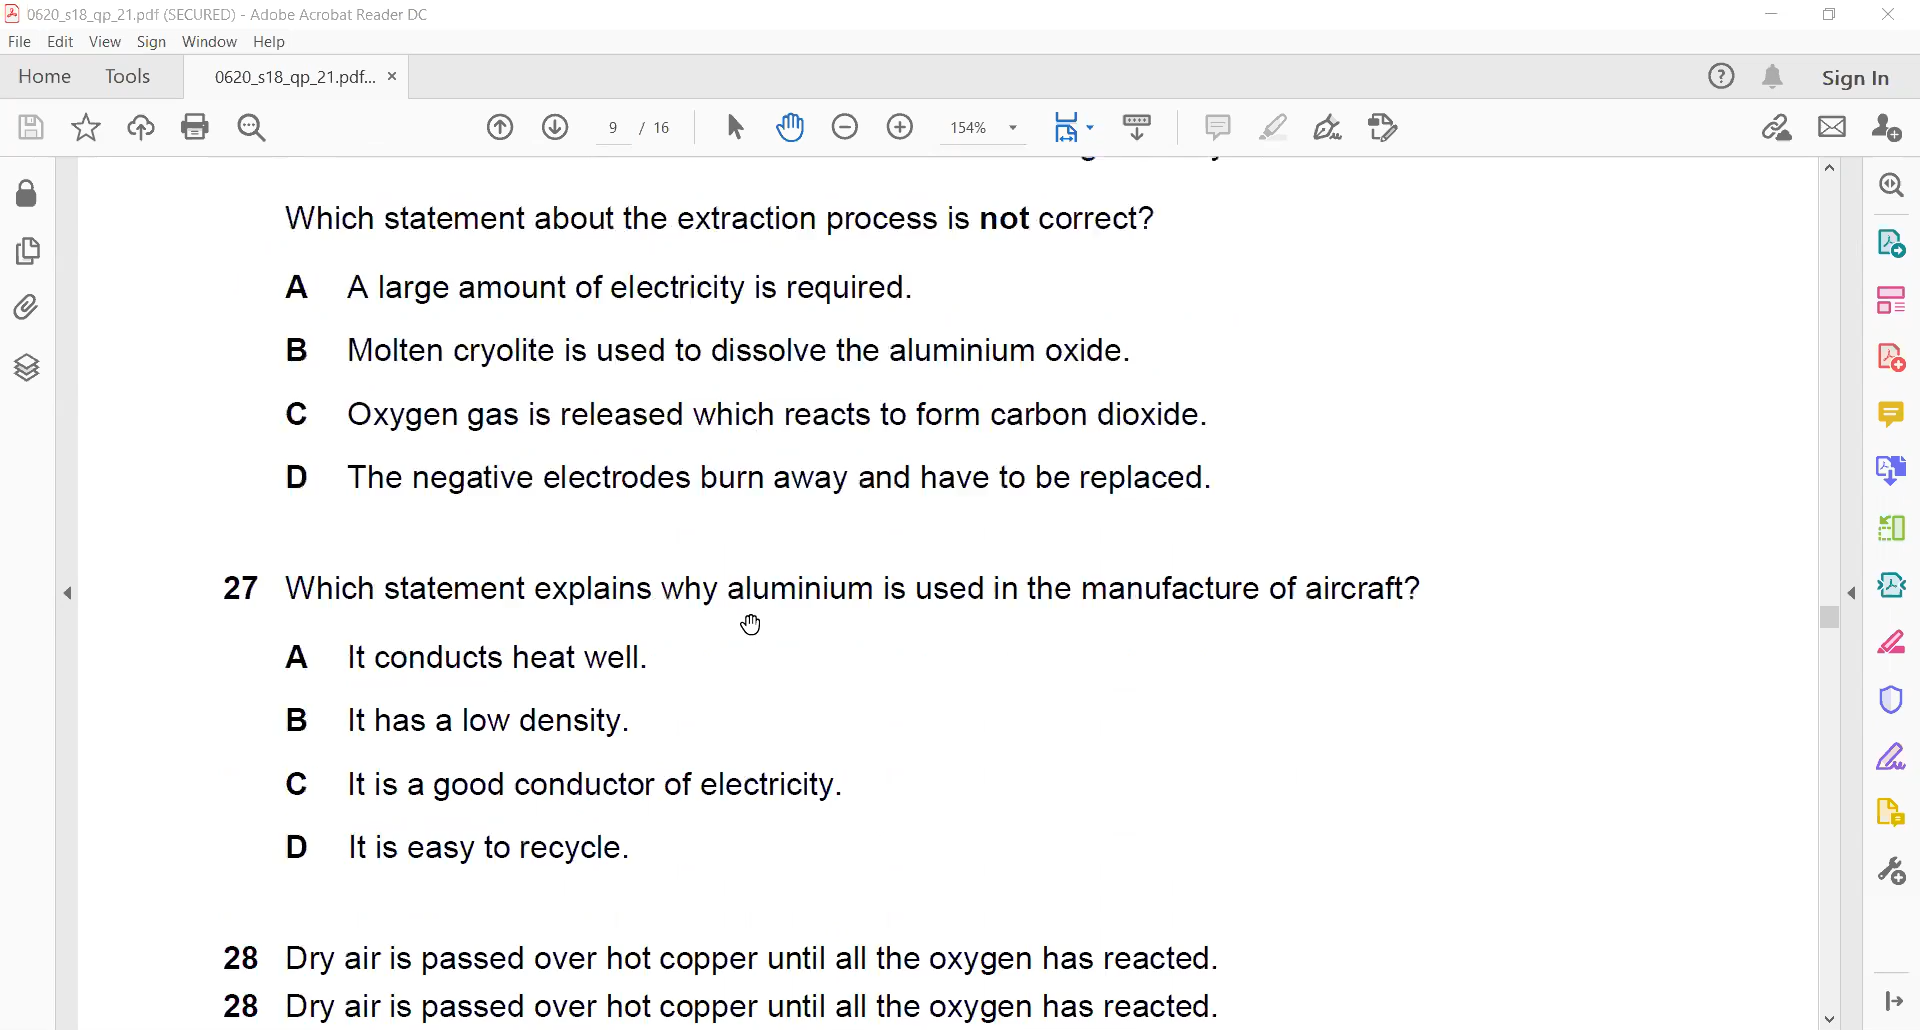 0620_s18_qp_21.pdf (SECURED) - Adobe Acrobat Reader DC
File Edit View Sign Window Help
Home Tools 0620_s18_qp_21.pdf... × Sign In
9 / 16 154%
Which statement about the extraction process is not correct?
A A large amount of electricity is required.
B Molten cryolite is used to dissolve the aluminium oxide.
C Oxygen gas is released which reacts to form carbon dioxide.
D The negative electrodes burn away and have to be replaced.
27 Which statement explains why aluminium is used in the manufacture of aircraft?
A It conducts heat well.
B It has a low density.
C It is a good conductor of electricity.
D It is easy to recycle.
28 Dry air is passed over hot copper until all the oxygen has reacted.
28 Dry air is passed over hot copper until all the oxygen has reacted.